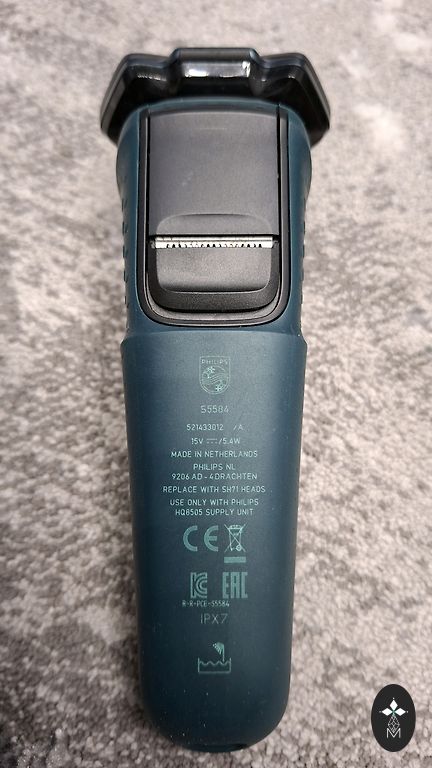 PHILIPS
S5584
521433012 /A
15V ⎓/5.4W
MADE IN NETHERLANDS
PHILIPS NL
9206 AD - 4 DRACHTEN
REPLACE WITH SH71 HEADS
USE ONLY WITH PHILIPS
HQ8505 SUPPLY UNIT
CE
EAC
R-R-PCE-S5584
IPX7
M